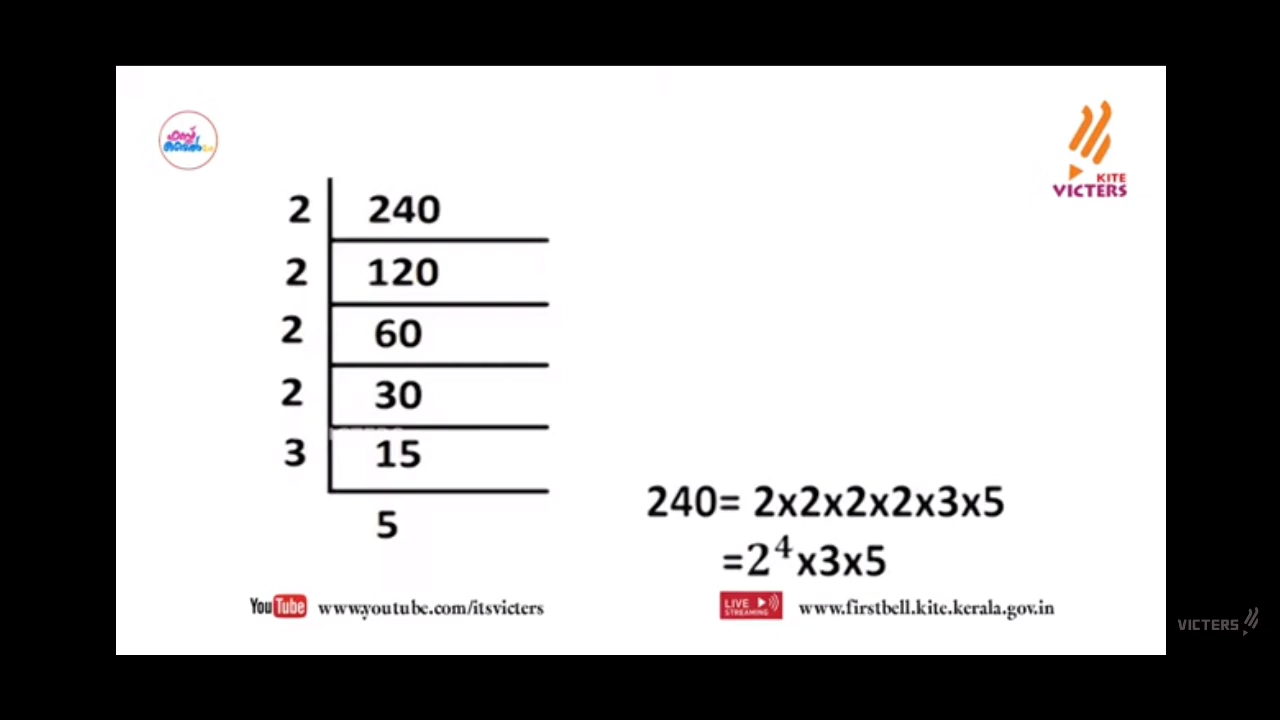 ഫസ്റ്റ്
ബെൽ
KITE
VICTERS
2 240
2 120
2 60
2 30
3 15
5
240= 2x2x2x2x3x5
=2⁴x3x5
YouTube www.youtube.com/itsvicters
LIVE STREAMING www.firstbell.kite.kerala.gov.in
VICTERS